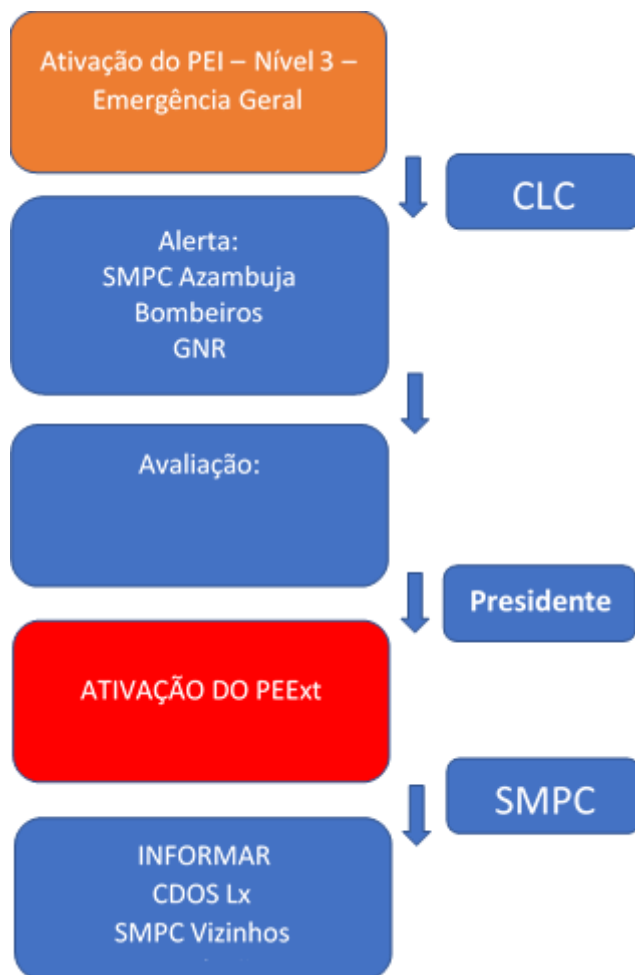 Ativação do PEI – Nível 3 –
Emergência Geral
CLC
Alerta:
SMPC Azambuja
Bombeiros
GNR
Avaliação:
Presidente
ATIVAÇÃO DO PEExt
SMPC
INFORMAR
CDOS Lx
SMPC Vizinhos